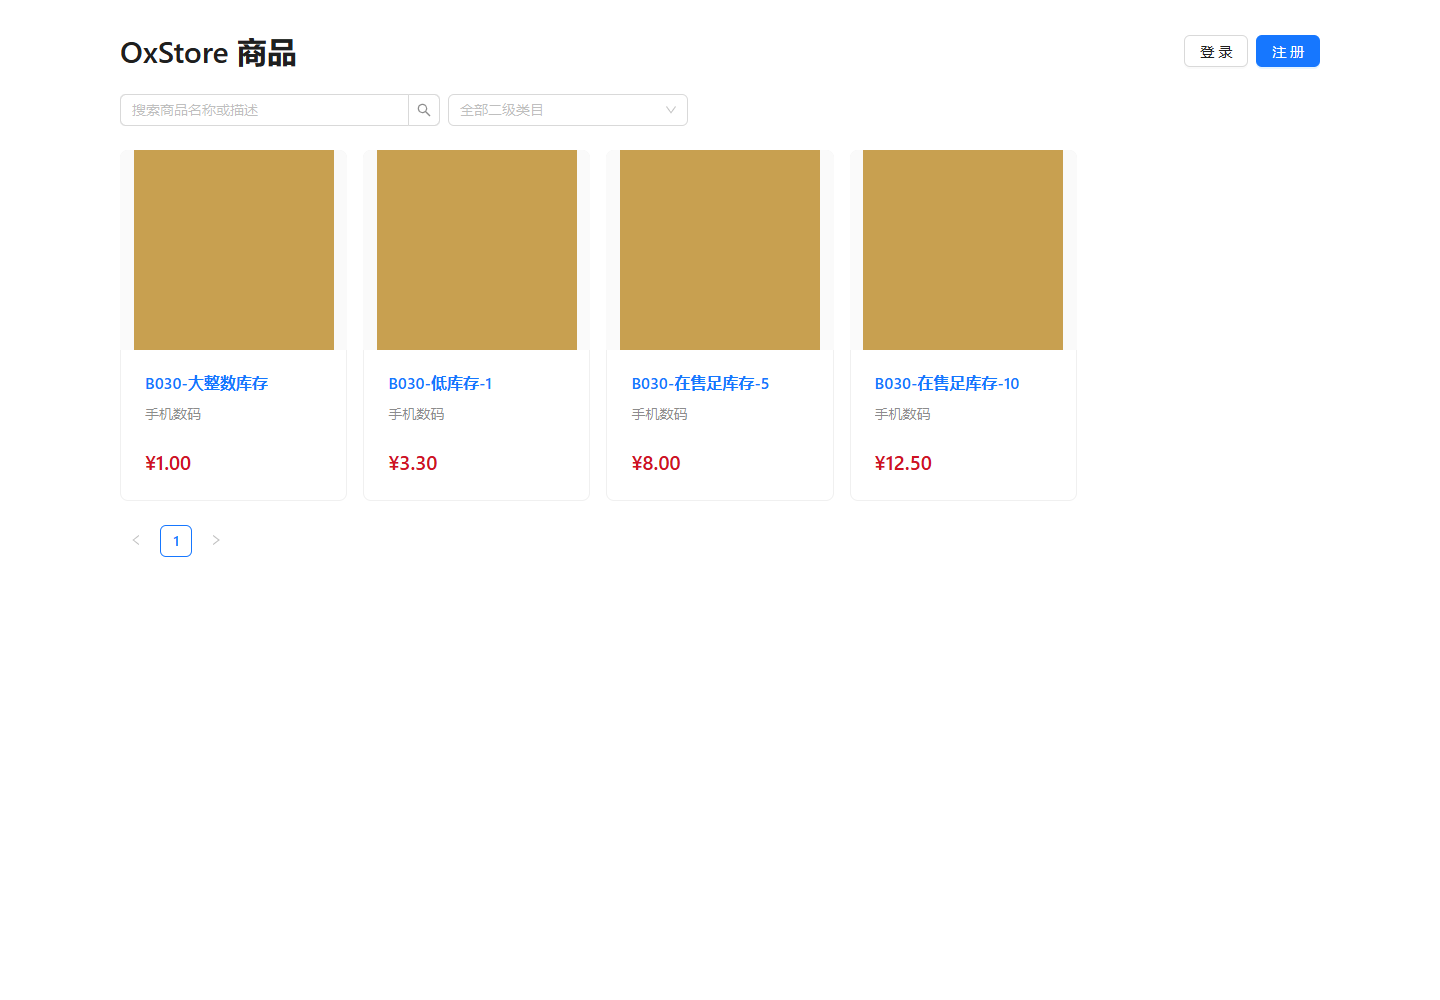 OxStore 商品
登 录
注 册
搜索商品名称或描述
全部二级类目
B030-大整数库存
手机数码
¥1.00
B030-低库存-1
手机数码
¥3.30
B030-在售足库存-5
手机数码
¥8.00
B030-在售足库存-10
手机数码
¥12.50
1